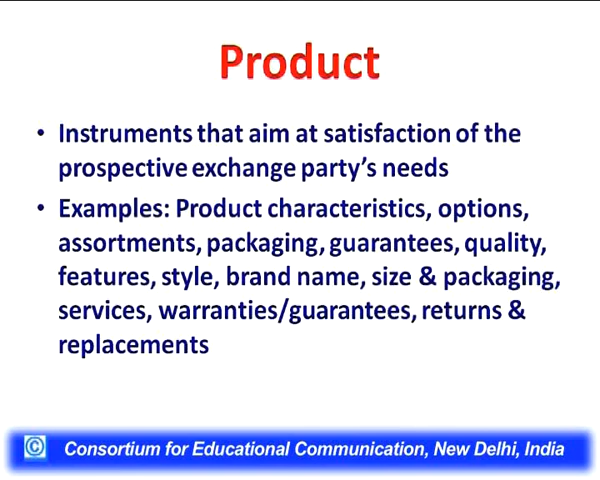 Product
• Instruments that aim at satisfaction of the
prospective exchange party's needs
• Examples: Product characteristics, options,
assortments, packaging, guarantees, quality,
features, style, brand name, size & packaging,
services, warranties/guarantees, returns &
replacements
© Consortium for Educational Communication, New Delhi, India